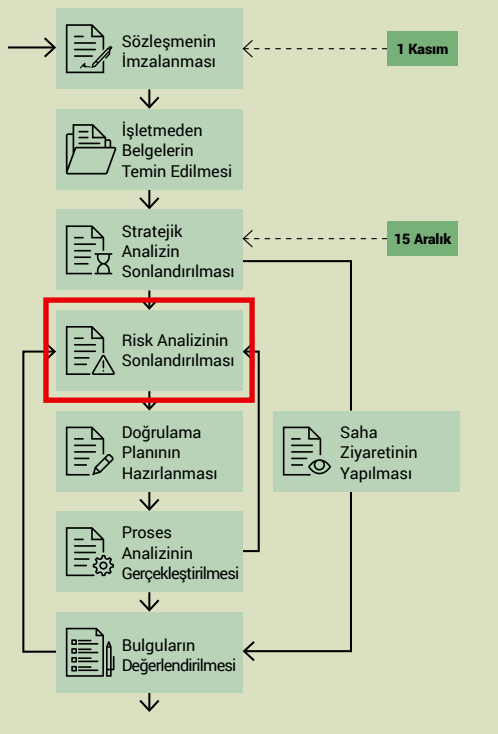 Sözleşmenin
İmzalanması
1 Kasım
İşletmeden
Belgelerin
Temin Edilmesi
Stratejik
Analizin
Sonlandırılması
15 Aralık
Risk Analizinin
Sonlandırılması
Doğrulama
Planının
Hazırlanması
Saha
Ziyaretinin
Yapılması
Proses
Analizinin
Gerçekleştirilmesi
Bulguların
Değerlendirilmesi